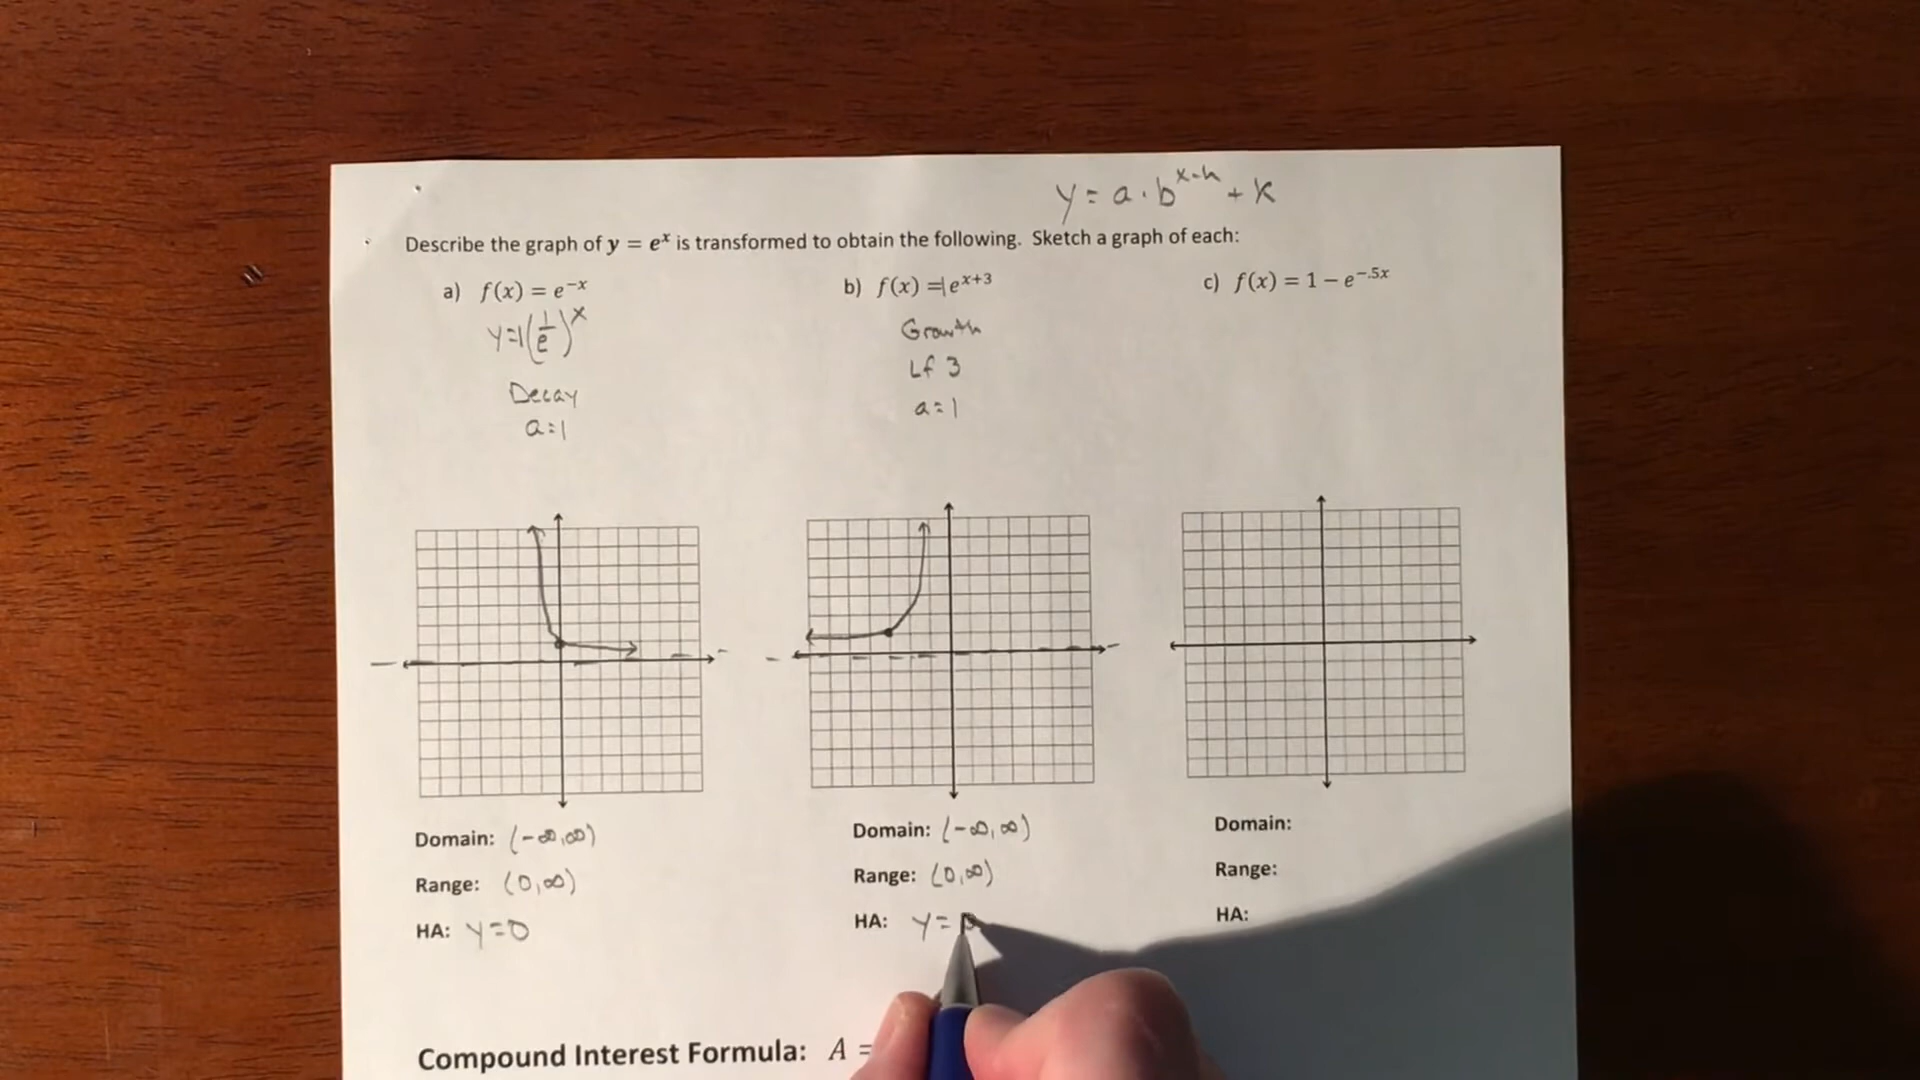 y = a · b^x-h + k
Describe the graph of y = e^x is transformed to obtain the following. Sketch a graph of each:
a) f(x) = e^−x
y=1(1/e)^x
Decay
a=1
b) f(x) =1e^x+3
Growth
Lf 3
a=1
c) f(x) = 1 − e^−.5x
Domain: (-∞,∞)
Range: (0,∞)
HA: y=0
Domain: (-∞,∞)
Range: (0,∞)
HA: y=
Domain:
Range:
HA:
Compound Interest Formula: A =